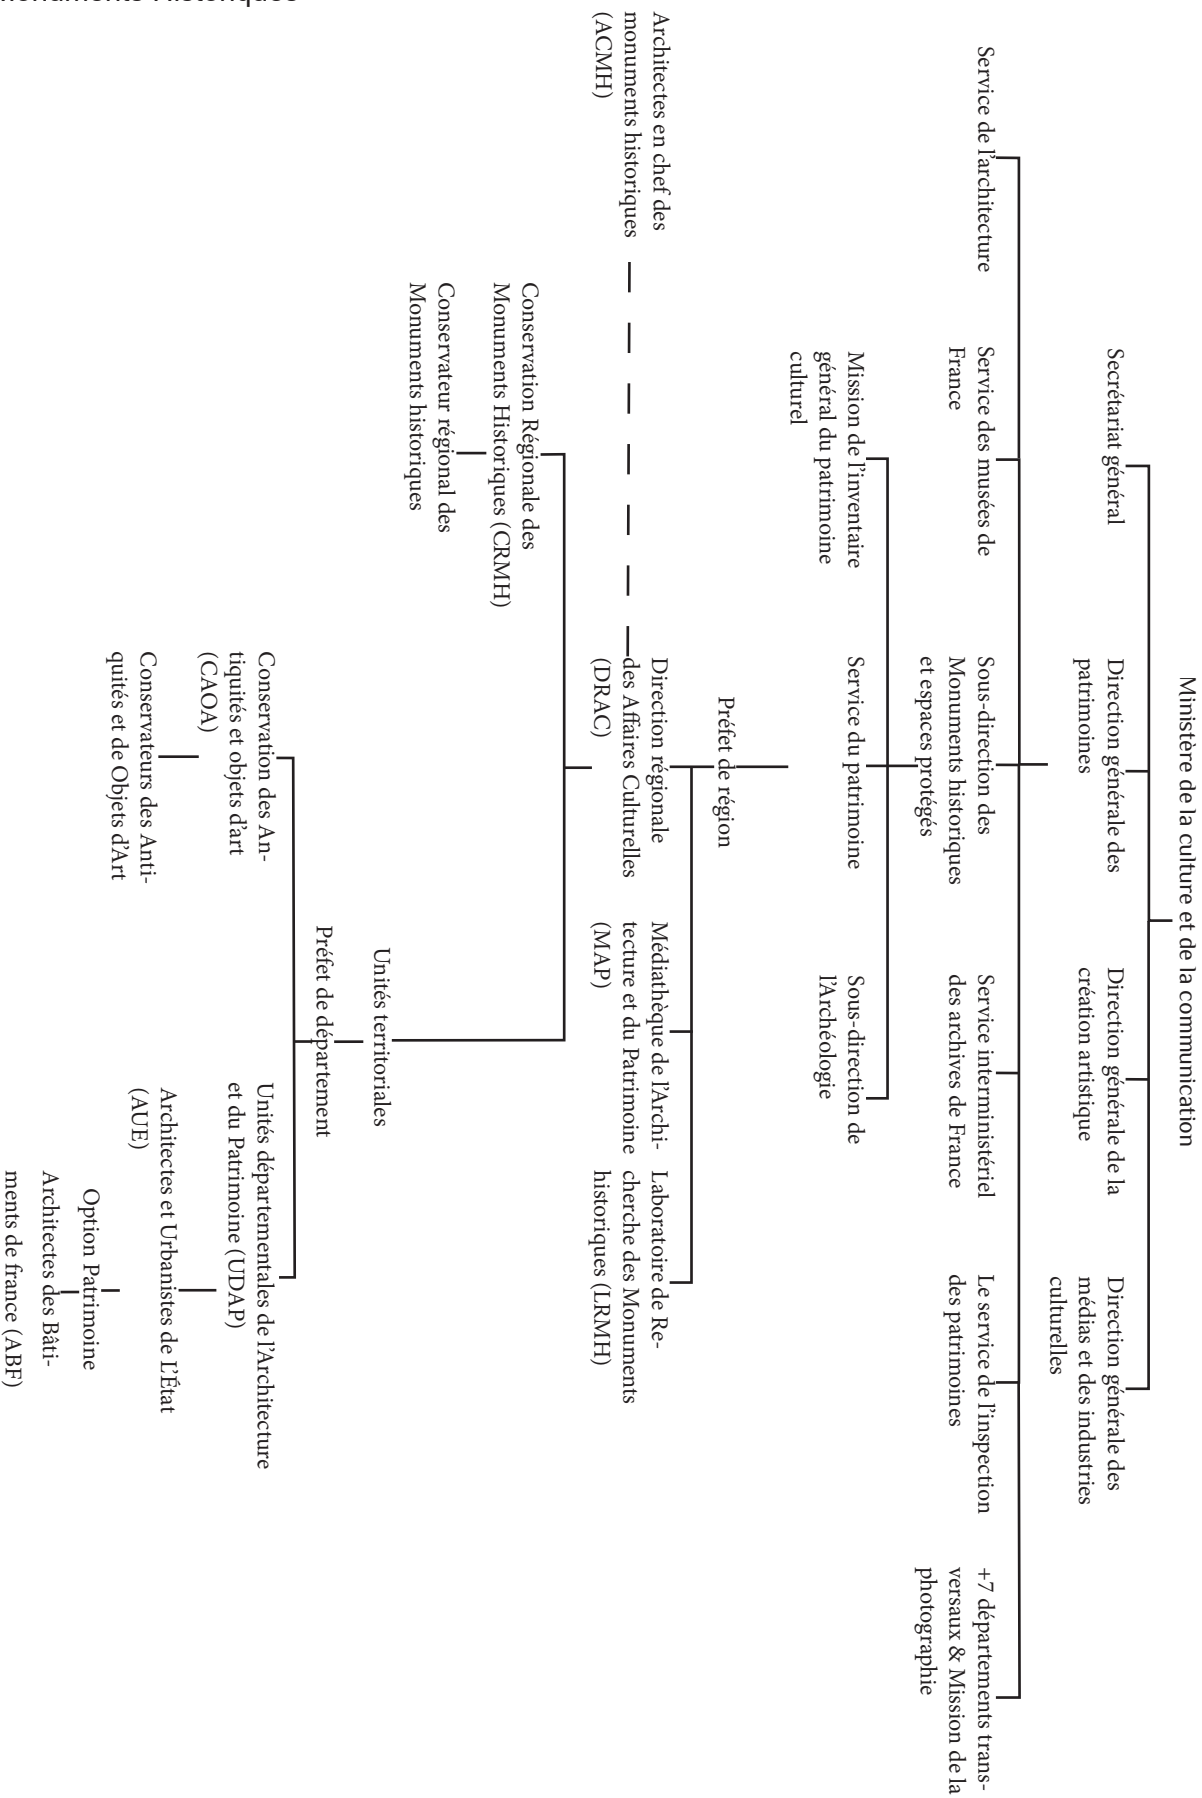 Ministère de la culture et de la communication
Secrétariat général
Direction générale des
patrimoines
Direction générale de la
création artistique
Direction générale des
médias et des industries
culturelles
Service de l'architecture
Service des musées de
France
Sous-direction des
Monuments historiques
et espaces protégés
Service interministériel
des archives de France
Le service de l'inspection
des patrimoines
+7 départements trans-
versaux & Mission de la
photographie
Mission de l'inventaire
général du patrimoine
culturel
Service du patrimoine
Sous-direction de
l'Archéologie
Préfet de région
Architectes en chef des
monuments historiques
(ACMH)
Direction régionale
des Affaires Culturelles
(DRAC)
Médiathèque de l'Archi-
tecture et du Patrimoine
(MAP)
Laboratoire de Re-
cherche des Monuments
historiques (LRMH)
Conservation Régionale des
Monuments Historiques (CRMH)
Conservateur régional des
Monuments historiques
Unités territoriales
Préfet de département
Conservation des An-
tiquités et objets d'art
(CAOA)
Conservateurs des Anti-
quités et de Objets d'Art
Unités départementales de l'Architecture
et du Patrimoine (UDAP)
Architectes et Urbanistes de L'État
(AUE)
Option Patrimoine
Architectes des Bâti-
ments de france (ABF)